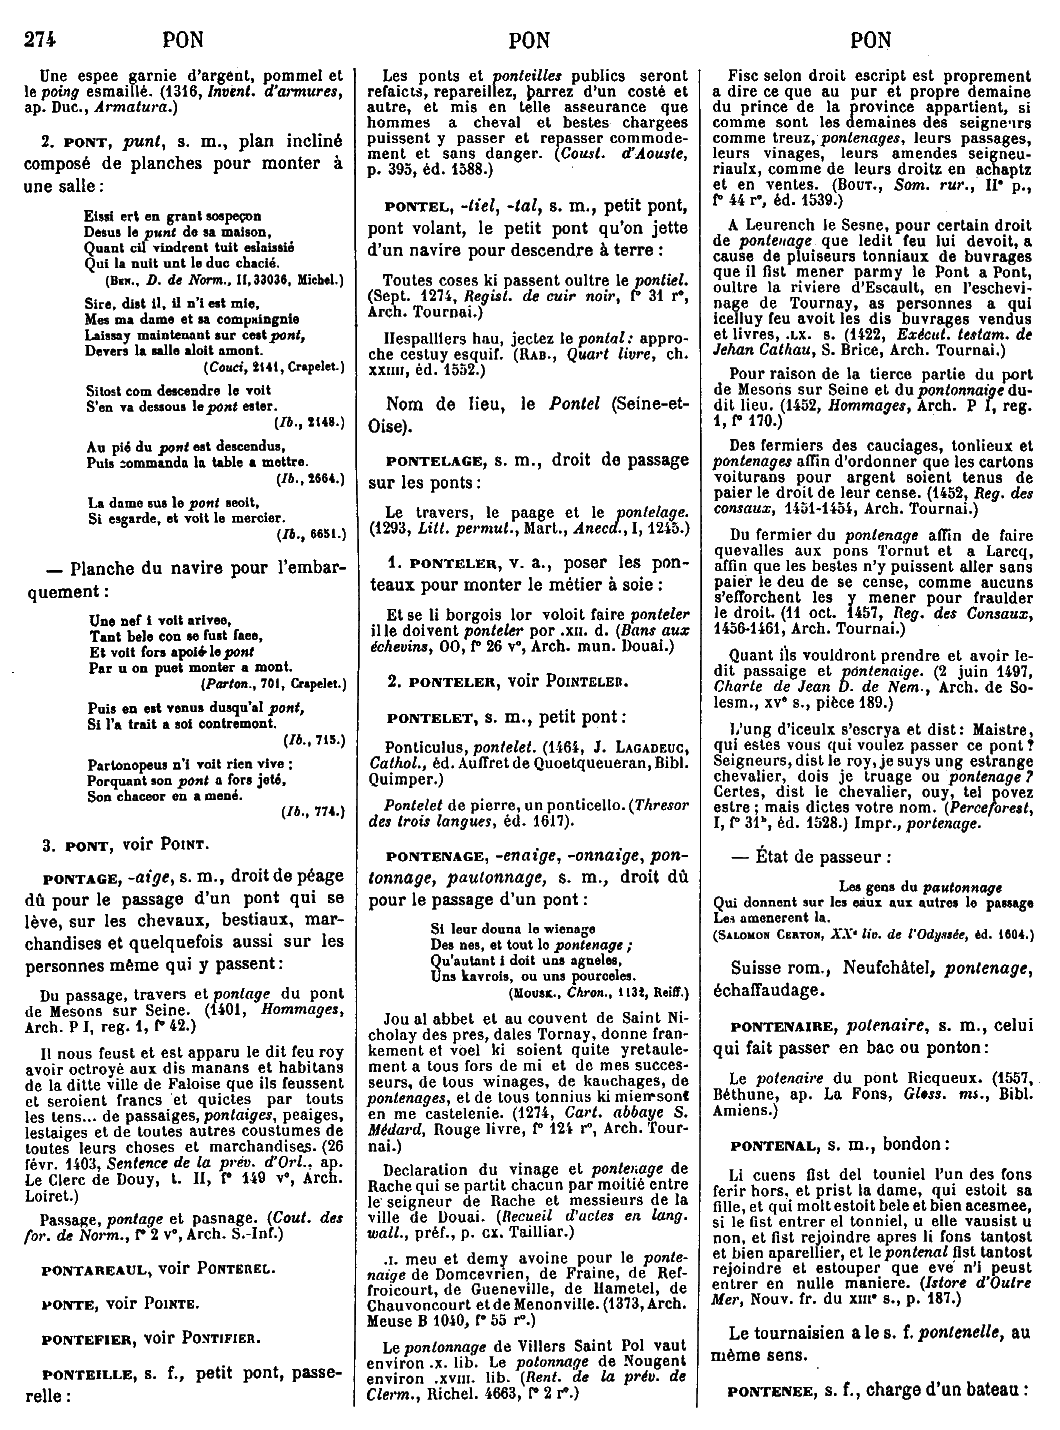 274 PON PON PON
Une espee garnie d'argent, pommel et
le poing esmaillé. (1316, Invent. d'armures,
ap. Duc., Armatura.)
2. PONT, punt, s. m., plan incliné
composé de planches pour monter à
une salle :
Eissi ert en grant sospeçon
Desus le punt de sa maison,
Quant cil vindrent tuit eslaissié
Qui la nuit unt le duc chacié.
(BEN., D. de Norm., II, 33036, Michel.)
Sire, dist il, il n'i est mie,
Mes ma dame et sa compaingnie
Laissay maintenant sur cest pont,
Devers la salle aloit amont.
(Couci, 2141, Crapelet.)
Sitost com descendre le voit
S'en va dessous le pont ester.
(Ib., 2148.)
Au pié du pont est descendus,
Puis commanda la table a mettre.
(Ib., 2664.)
La dame sus le pont seoit,
Si esgarde, et voit le mercier.
(Ib., 6651.)
— Planche du navire pour l'embar-
quement :
Une nef i voit arivee,
Tant bele con se fust faee,
Et voit fors apoié le pont
Par u on puet monter a mont.
(Parton., 701, Crapelet.)
Puis en est venus dusqu'al pont,
Si l'a trait a soi contremont.
(Ib., 715.)
Partonopeus n'i voit rien vive :
Porquant son pont a fors jeté,
Son chaceor en a mené.
(Ib., 774.)
3. PONT, voir POINT.
PONTAGE, -aige, s. m., droit de péage
dû pour le passage d'un pont qui se
lève, sur les chevaux, bestiaux, mar-
chandises et quelquefois aussi sur les
personnes même qui y passent :
Du passage, travers et pontage du pont
de Mesons sur Seine. (1401, Hommages,
Arch. P I, reg. 1, f° 42.)
Il nous feust et est apparu le dit feu roy
avoir octroyé aux dis manans et habitans
de la ditte ville de Faloise que ils feussent
et seroient francs et quictes par touts
les tens... de passaiges, pontaiges, peaiges,
lestaiges et de toutes autres coustumes de
toutes leurs choses et marchandises. (26
févr. 1403, Sentence de la prév. d'Orl., ap.
Le Clerc de Douy, t. II, f° 149 v°, Arch.
Loiret.)
Passage, pontage et pasnage. (Cout. des
for. de Norm., f° 2 v°, Arch. S.-Inf.)
PONTAREAUL, voir PONTEREL.
PONTE, voir POINTE.
PONTEFIER, voir PONTIFIER.
PONTEILLE, s. f., petit pont, passe-
relle :
Les ponts et ponteilles publics seront
refaicts, repareillez, barrez d'un costé et
autre, et mis en telle asseurance que
hommes a cheval et bestes chargees
puissent y passer et repasser commode-
ment et sans danger. (Coust. d'Aouste,
p. 395, éd. 1588.)
PONTEL, -tiel, -tal, s. m., petit pont,
pont volant, le petit pont qu'on jette
d'un navire pour descendre à terre :
Toutes coses ki passent oultre le pontiel.
(Sept. 1274, Regist. de cuir noir, f° 31 r°,
Arch. Tournai.)
Hespailliers hau, jectez le pontal : appro-
che cestuy esquif. (RAB., Quart livre, ch.
XXIIII, éd. 1552.)
Nom de lieu, le Pontel (Seine-et-
Oise).
PONTELAGE, s. m., droit de passage
sur les ponts :
Le travers, le paage et le pontelage.
(1293, Litt. permut., Mart., Anecd., I, 1245.)
1. PONTELER, v. a., poser les pon-
teaux pour monter le métier à soie :
Et se li borgois lor voloit faire ponteler
il le doivent ponteler por .XII. d. (Bans aux
échevins, OO, f° 26 v°, Arch. mun. Douai.)
2. PONTELER, voir POINTELER.
PONTELET, s. m., petit pont :
Ponticulus, pontelet. (1464, J. LAGADEUC,
Cathol., éd. Auffret de Quoetqueueran, Bibl.
Quimper.)
Pontelet de pierre, un ponticello. (Thresor
des trois langues, éd. 1617).
PONTENAGE, -enaige, -onnaige, pon-
tonnage, pautonnage, s. m., droit dû
pour le passage d'un pont :
Si leur douna le wienage
Des nes, et tout le pontenage ;
Qu'autant i doit uns agneles,
Uns kavrois, ou uns pourceles.
(MOUSK., Chron., 1132, Reiff.)
Jou al abbet et au couvent de Saint Ni-
cholay des pres, dales Tornay, donne fran-
kement et voel ki soient quite yretaule-
ment a tous fors de mi et de mes succes-
seurs, de tous winages, de kauchages, de
pontenages, et de tous tonnius ki miermsont
en me castelenie. (1274, Cart. abbaye S.
Médard, Rouge livre, f° 124 r°, Arch. Tour-
nai.)
Declaration du vinage et pontenage de
Rache qui se partit chacun par moitié entre
le seigneur de Rache et messieurs de la
ville de Douai. (Recueil d'actes en lang.
wall., préf., p. CX. Tailliar.)
.I. meu et demy avoine pour le ponte-
naige de Domcevrien, de Fraine, de Ref-
froicourt, de Gueneville, de Hametel, de
Chauvoncourt et de Menonville. (1373, Arch.
Meuse B 1040, f° 55 r°.)
Le pontonnage de Villers Saint Pol vaut
environ .X. lib. Le potonnage de Nougent
environ .XVIII. lib. (Rent. de la prév. de
Clerm., Richel. 4663, f° 2 r°.)
Fisc selon droit escript est proprement
a dire ce que au pur et propre demaine
du prince de la province appartient, si
comme sont les demaines des seigneurs
comme treuz, pontenages, leurs passages,
leurs vinages, leurs amendes seigneu-
riaulx, comme de leurs droitz en achaptz
et en ventes. (BOUT., Som. rur., II° p.,
f° 44 r°, éd. 1539.)
A Leurench le Sesne, pour certain droit
de pontenage que ledit feu lui devoit, a
cause de pluiseurs tonniaux de buvrages
que il fist mener parmy le Pont a Pont,
oultre la riviere d'Escault, en l'eschevi-
nage de Tournay, as personnes a qui
icelluy feu avoit les dis buvrages vendus
et livres, .LX. s. (1422, Exécut. testam. de
Jehan Cathau, S. Brice, Arch. Tournai.)
Pour raison de la tierce partie du port
de Mesons sur Seine et du pontonnaige du-
dit lieu. (1452, Hommages, Arch. P I, reg.
1, f° 170.)
Des fermiers des cauciages, tonlieux et
pontenages affin d'ordonner que les cartons
voiturans pour argent soient tenus de
paier le droit de leur cense. (1452, Reg. des
consaux, 1451-1454, Arch. Tournai.)
Du fermier du pontenage affin de faire
quevalles aux pons Tornut et a Larcq,
affin que les bestes n'y puissent aller sans
paier le deu de se cense, comme aucuns
s'efforchent les y mener pour fraulder
le droit. (11 oct. 1457, Reg. des Consaux,
1456-1461, Arch. Tournai.)
Quant ils vouldront prendre et avoir le-
dit passaige et pontenaige. (2 juin 1497,
Charte de Jean D. de Nem., Arch. de So-
lesm., XV° s., pièce 189.)
L'ung d'iceulx s'escrya et dist : Maistre,
qui estes vous qui voulez passer ce pont ?
Seigneurs, dist le roy, je suys ung estrange
chevalier, dois je truage ou pontenage ?
Certes, dist le chevalier, ouy, tel povez
estre ; mais dictes votre nom. (Perceforest,
I, f° 31ᵇ, éd. 1528.) Impr., portenage.
— État de passeur :
Les gens du pautonnage
Qui donnent sur les eaux aux autres le passage
Les amenerent la.
(SALOMON CERTON, XX° liv. de l'Odyssée, éd. 1604.)
Suisse rom., Neufchâtel, pontenage,
échaffaudage.
PONTENAIRE, potenaire, s. m., celui
qui fait passer en bac ou ponton :
Le potenaire du pont Ricqueux. (1557,
Béthune, ap. La Fons, Gloss. ms., Bibl.
Amiens.)
PONTENAL, s. m., bondon :
Li cuens fist del touniel l'un des fons
ferir hors, et prist la dame, qui estoit sa
fille, et qui molt estoit bele et bien acesmee,
si le fist entrer el tonniel, u elle vausist u
non, et fist rejoindre apres li fons tantost
et bien aparellier, et le pontenal fist tantost
rejoindre et estouper que eve n'i peust
entrer en nulle maniere. (Istore d'Outre
Mer, Nouv. fr. du XIII° s., p. 187.)
Le tournaisien a le s. f. pontenelle, au
même sens.
PONTENEE, s. f., charge d'un bateau :